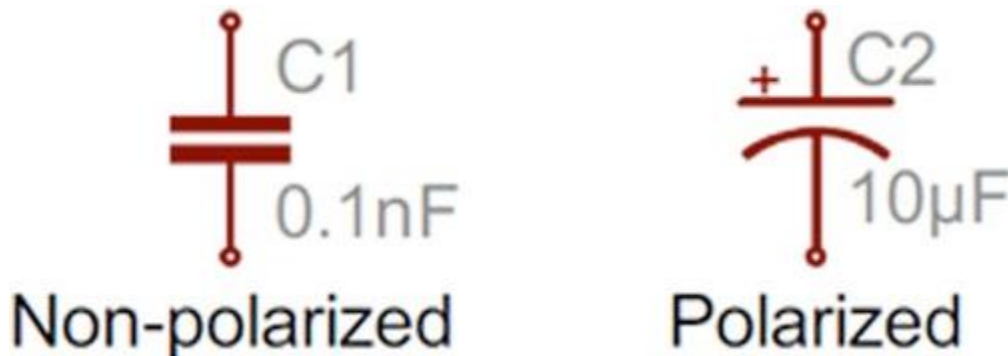 C1
0.1nF
Non-polarized
+
C2
10µF
Polarized